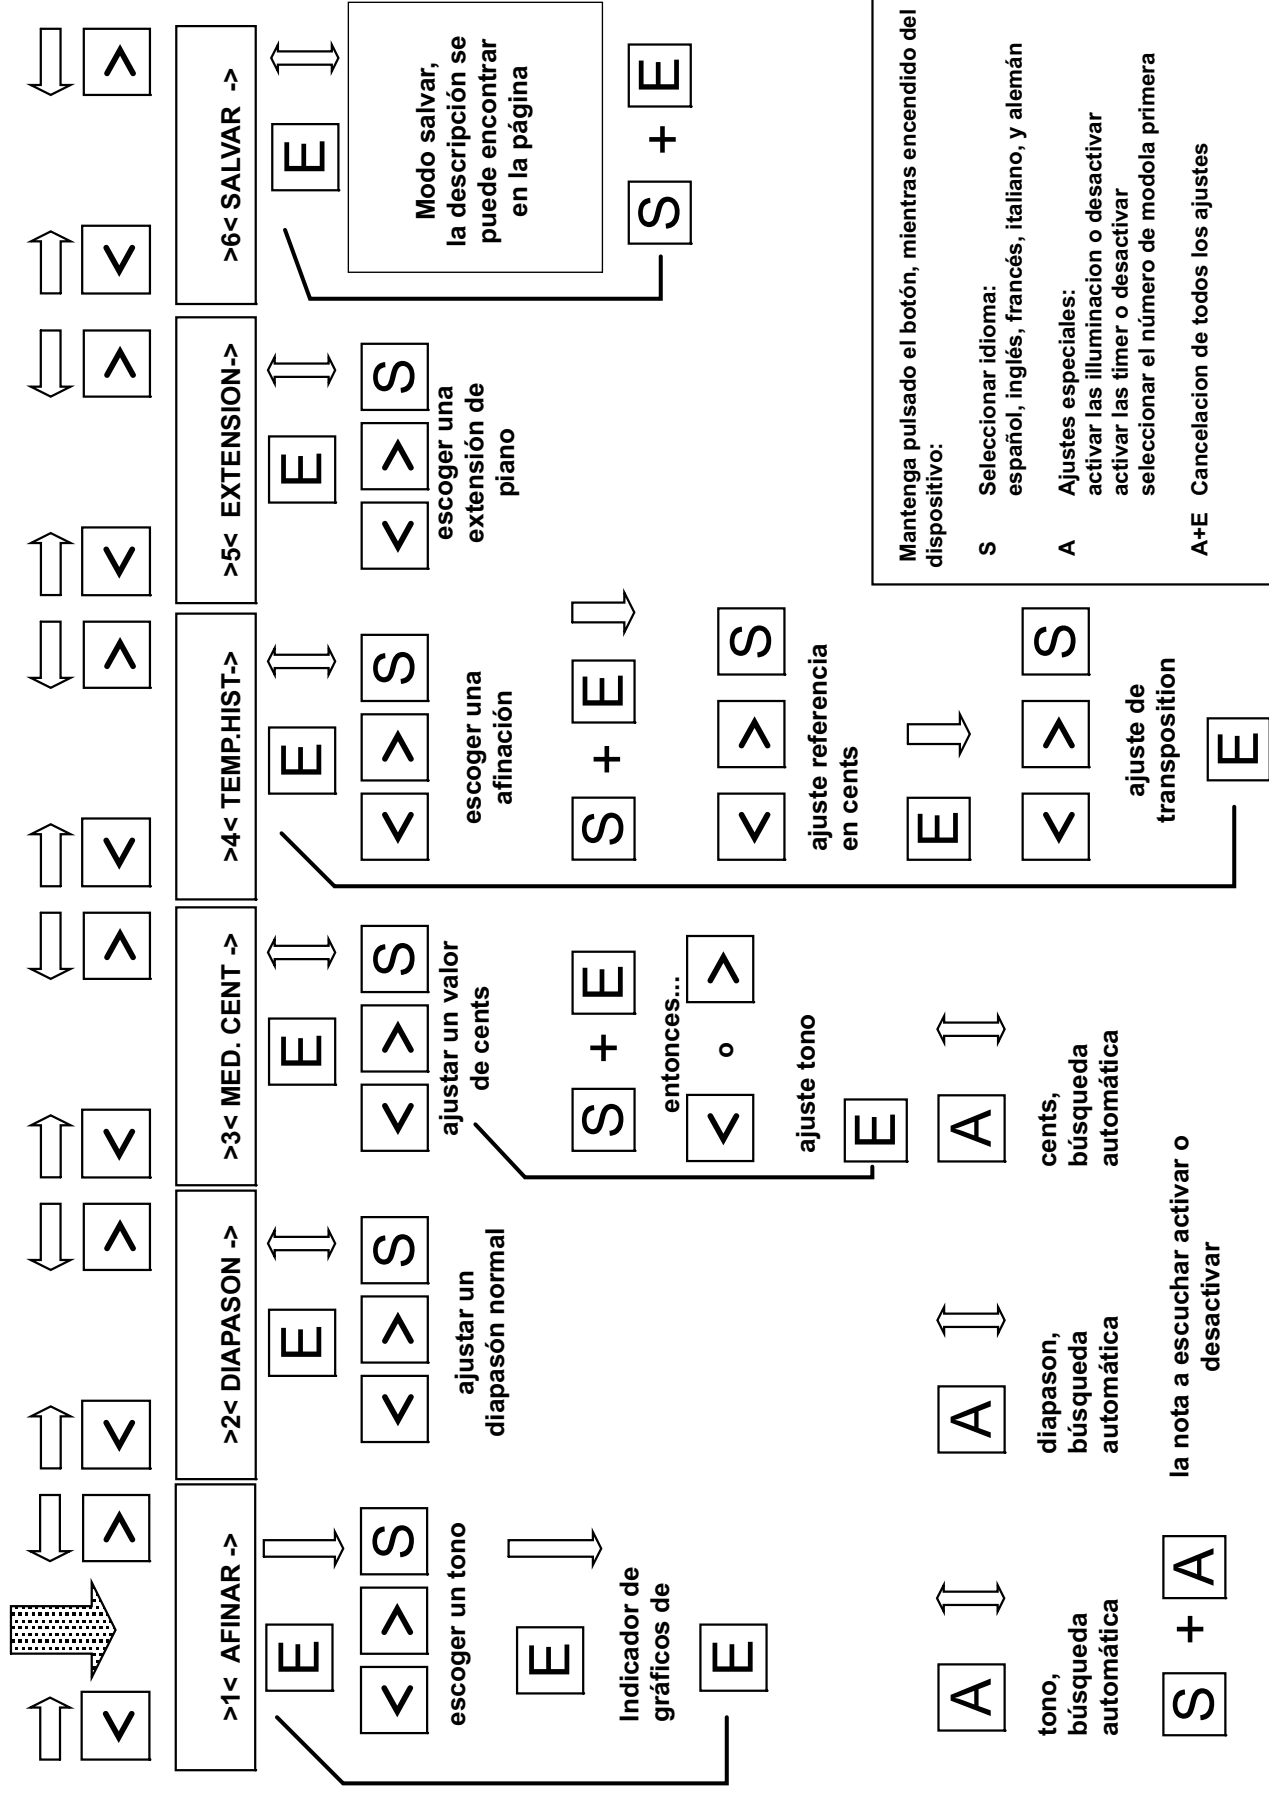 < > < > < > < > < > < >
>1< AFINAR ->
>2< DIAPASON ->
>3< MED. CENT ->
>4< TEMP.HIST->
>5< EXTENSION->
>6< SALVAR ->
E
< > S
escoger un tono
E
Indicador de
gráficos de
E
E
< > S
ajustar un
diapasón normal
E
< > S
ajustar un valor
de cents
S + E
entonces...
< o >
ajuste tono
E
E
< > S
escoger una
afinación
S + E
< > S
ajuste referencia
en cents
E
< > S
ajuste de
transposition
E
E
< > S
escoger una
extensión de
piano
E
Modo salvar,
la descripción se
puede encontrar
en la página
S + E
A
tono,
búsqueda
automática
A
diapason,
búsqueda
automática
A
cents,
búsqueda
automática
S + A
la nota a escuchar activar o
desactivar
Mantenga pulsado el botón, mientras encendido del
dispositivo:
S Seleccionar idioma:
español, inglés, francés, italiano, y alemán
A Ajustes especiales:
activar las illuminacion o desactivar
activar las timer o desactivar
seleccionar el número de modola primera
A+E Cancelacion de todos los ajustes